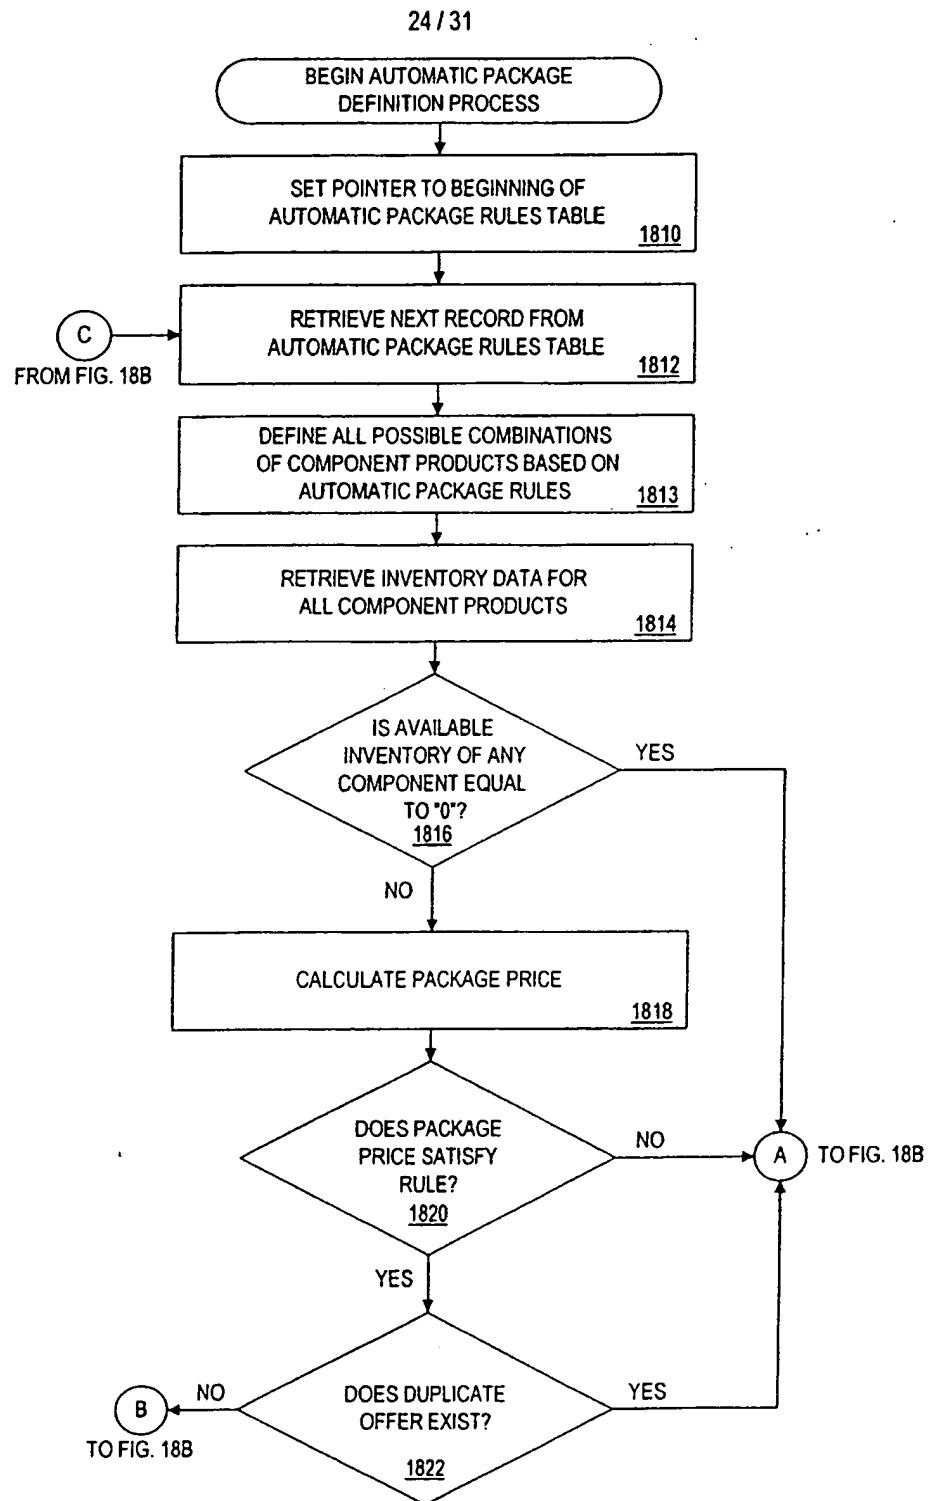 24 / 31
BEGIN AUTOMATIC PACKAGE
DEFINITION PROCESS
SET POINTER TO BEGINNING OF
AUTOMATIC PACKAGE RULES TABLE
1810
C
FROM FIG. 18B
RETRIEVE NEXT RECORD FROM
AUTOMATIC PACKAGE RULES TABLE
1812
DEFINE ALL POSSIBLE COMBINATIONS
OF COMPONENT PRODUCTS BASED ON
AUTOMATIC PACKAGE RULES
1813
RETRIEVE INVENTORY DATA FOR
ALL COMPONENT PRODUCTS
1814
IS AVAILABLE
INVENTORY OF ANY
COMPONENT EQUAL
TO "0"?
1816
YES
NO
CALCULATE PACKAGE PRICE
1818
DOES PACKAGE
PRICE SATISFY
RULE?
1820
NO
A
TO FIG. 18B
YES
DOES DUPLICATE
OFFER EXIST?
1822
YES
NO
B
TO FIG. 18B